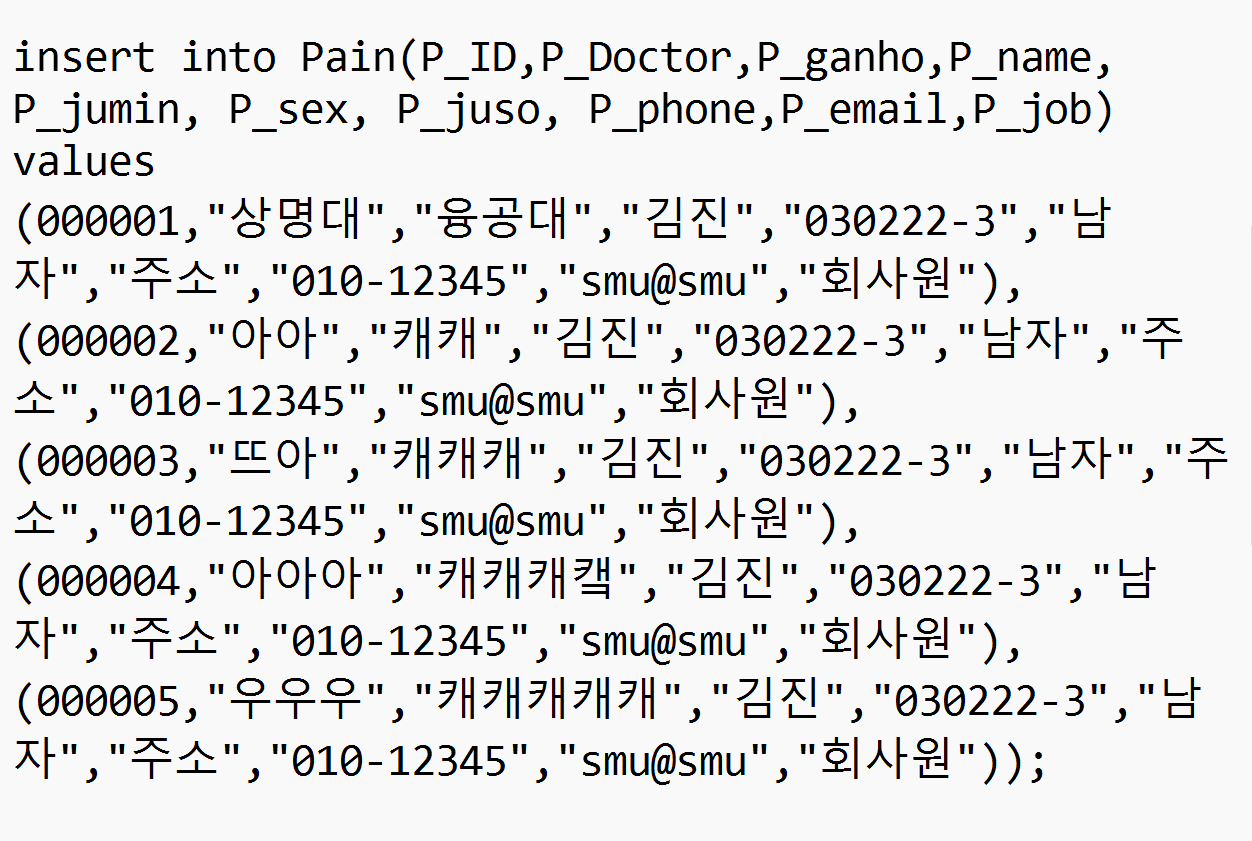 insert into Pain(P_ID,P_Doctor,P_ganho,P_name,
P_jumin, P_sex, P_juso, P_phone,P_email,P_job)
values
(000001,"상명대","융공대","김진","030222-3","남
자","주소","010-12345","smu@smu","회사원"),
(000002,"아아","캐캐","김진","030222-3","남자","주
소","010-12345","smu@smu","회사원"),
(000003,"뜨아","캐캐캐","김진","030222-3","남자","주
소","010-12345","smu@smu","회사원"),
(000004,"아아아","캐캐캐캨","김진","030222-3","남
자","주소","010-12345","smu@smu","회사원"),
(000005,"우우우","캐캐캐캐캐","김진","030222-3","남
자","주소","010-12345","smu@smu","회사원"));